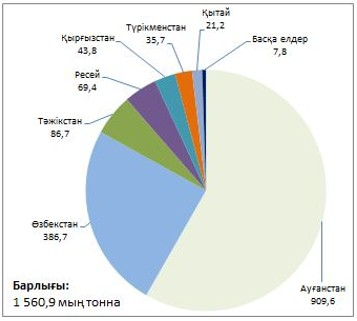 Қытай
21,2
Түрікменстан
35,7
Басқа елдер
7,8
Қырғызстан
43,8
Ресей
69,4
Тәжікстан
86,7
Өзбекстан
386,7
Ауғанстан
909,6
Барлығы:
1 560,9 мың тонна